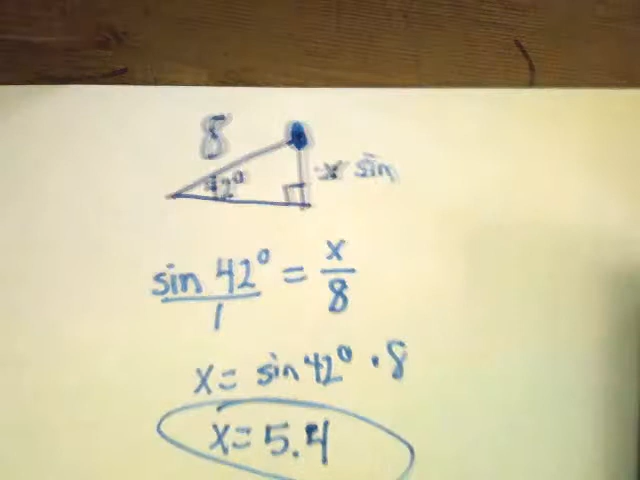 8
42°
x sin
sin 42° / 1 = x / 8
x = sin 42° · 8
x = 5.4